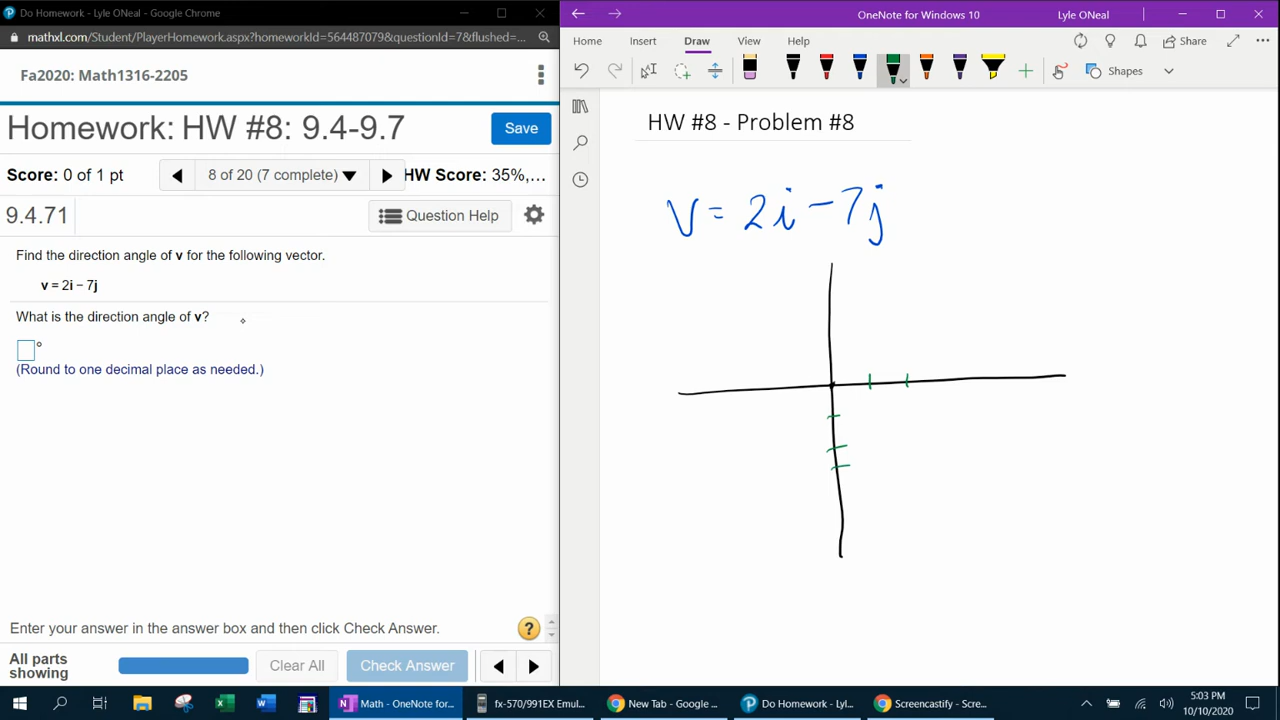 Do Homework - Lyle ONeal - Google Chrome
mathxl.com/Student/PlayerHomework.aspx?homeworkId=564487079&questionId=7&flushed=...
Fa2020: Math1316-2205
Homework: HW #8: 9.4-9.7
Save
Score: 0 of 1 pt
8 of 20 (7 complete)
HW Score: 35%,...
9.4.71
Question Help
Find the direction angle of v for the following vector.
v = 2i − 7j
What is the direction angle of v?
°
(Round to one decimal place as needed.)
Enter your answer in the answer box and then click Check Answer.
?
All parts
showing
Clear All
Check Answer
OneNote for Windows 10
Lyle ONeal
Home Insert Draw View Help
Share
Shapes
HW #8 - Problem #8
v = 2i − 7j
Math - OneNote for...
fx-570/991EX Emul...
New Tab - Google ...
Do Homework - Lyl...
Screencastify - Scre...
5:03 PM
10/10/2020